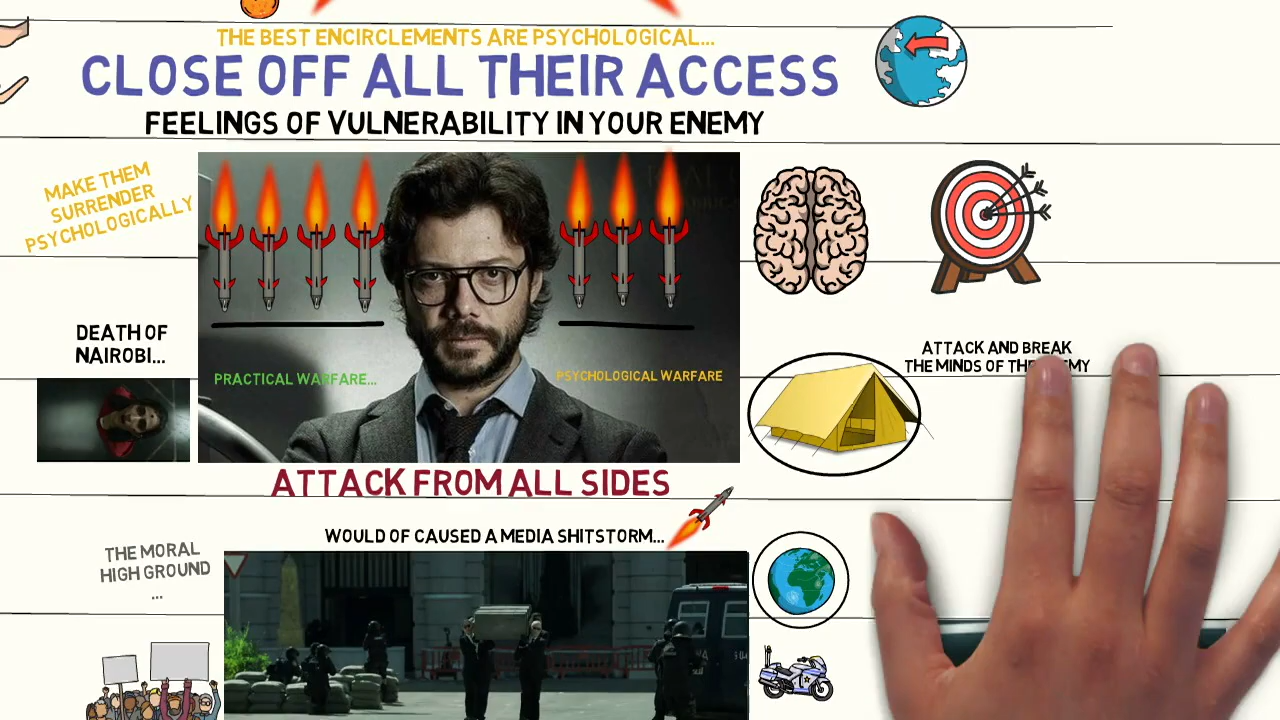 THE BEST ENCIRCLEMENTS ARE PSYCHOLOGICAL...
CLOSE OFF ALL THEIR ACCESS
FEELINGS OF VULNERABILITY IN YOUR ENEMY
MAKE THEM
SURRENDER
PSYCHOLOGICALLY
DEATH OF
NAIROBI...
PRACTICAL WARFARE...
PSYCHOLOGICAL WARFARE
ATTACK AND BREAK
THE MINDS OF
ATTACK FROM ALL SIDES
WOULD OF CAUSED A MEDIA SHITSTORM...
THE MORAL
HIGH GROUND
...